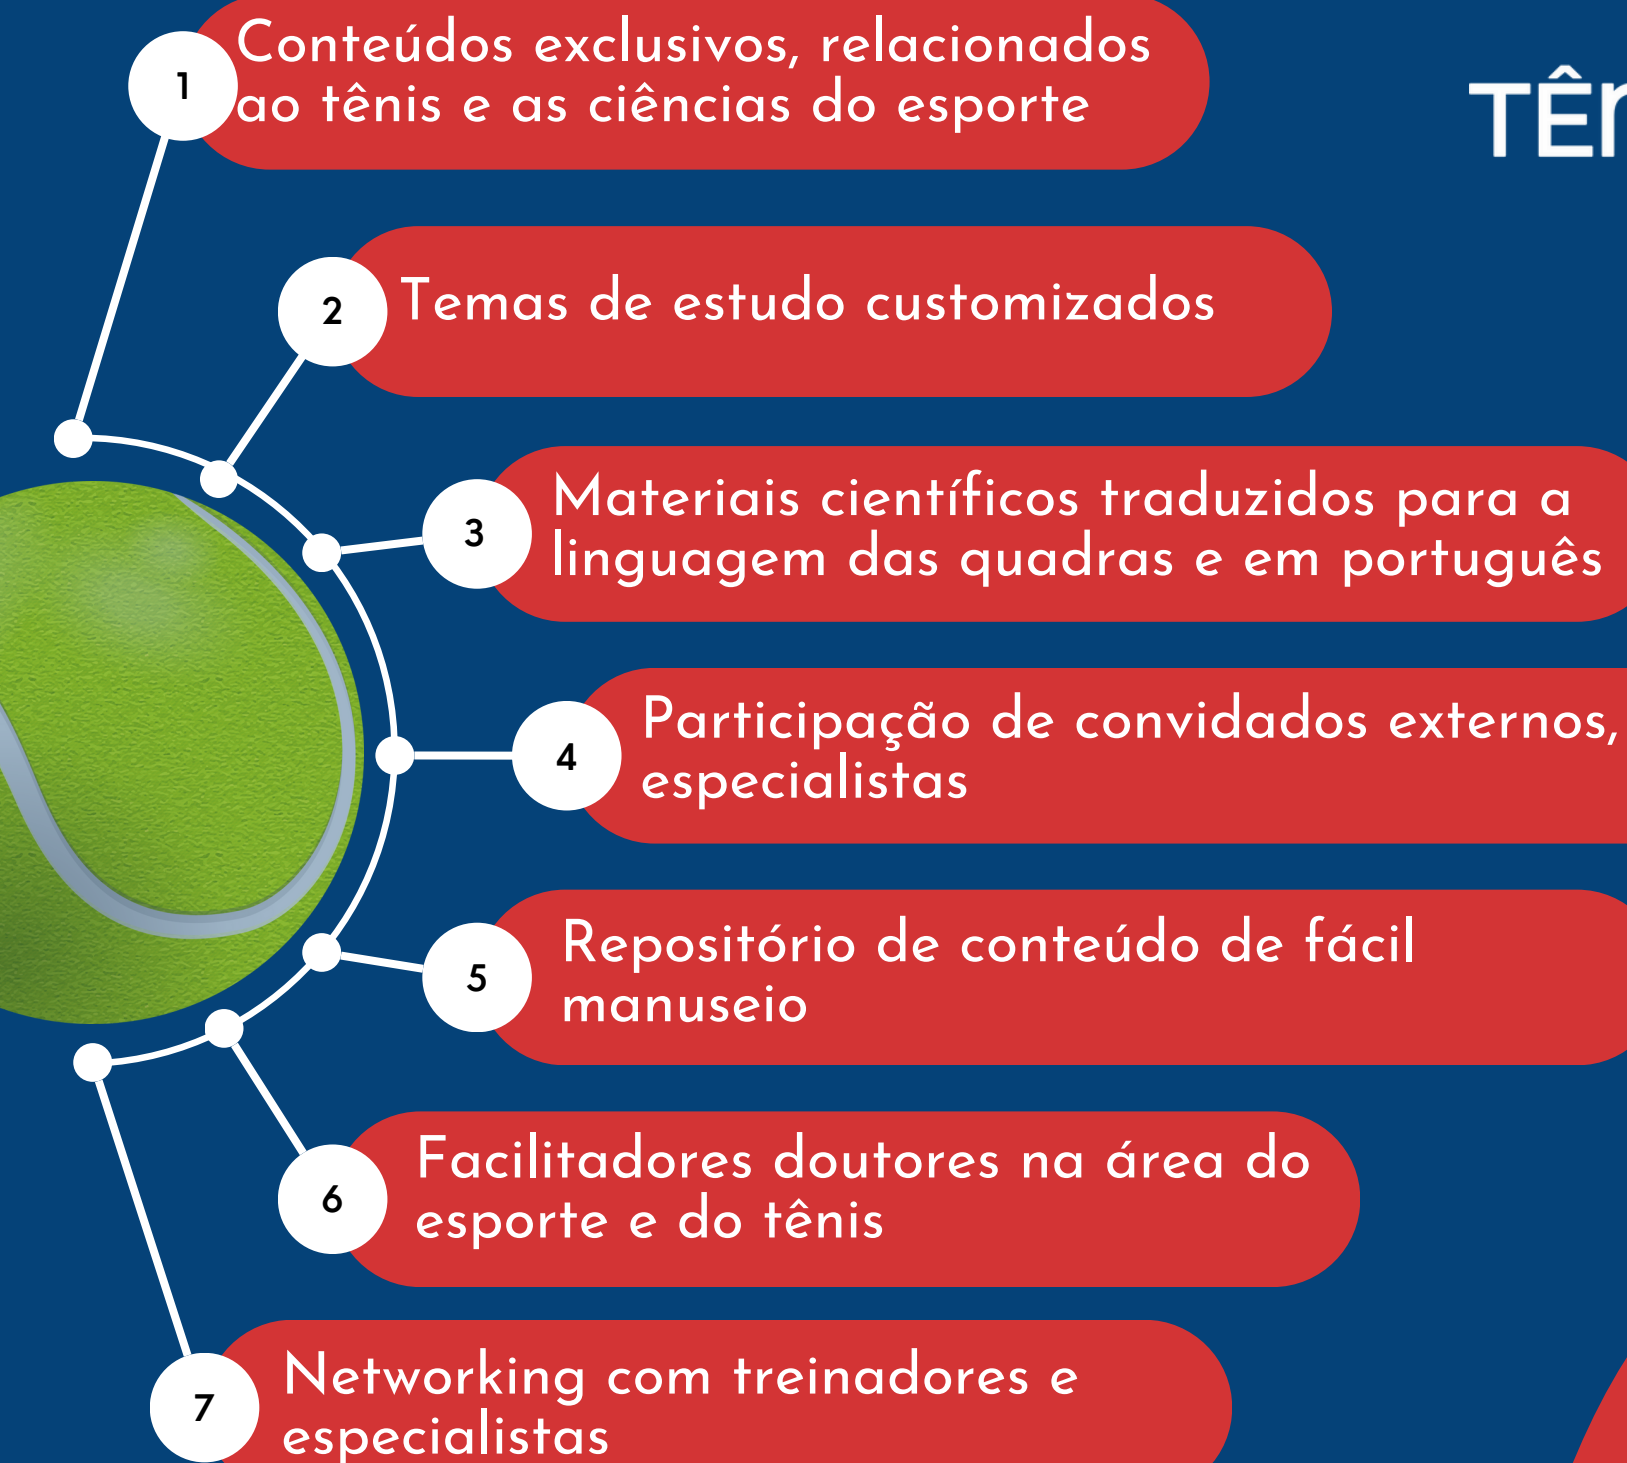 1
Conteúdos exclusivos, relacionados
ao tênis e as ciências do esporte
2
Temas de estudo customizados
3
Materiais científicos traduzidos para a
linguagem das quadras e em português
4
Participação de convidados externos,
especialistas
5
Repositório de conteúdo de fácil
manuseio
6
Facilitadores doutores na área do
esporte e do tênis
7
Networking com treinadores e
especialistas